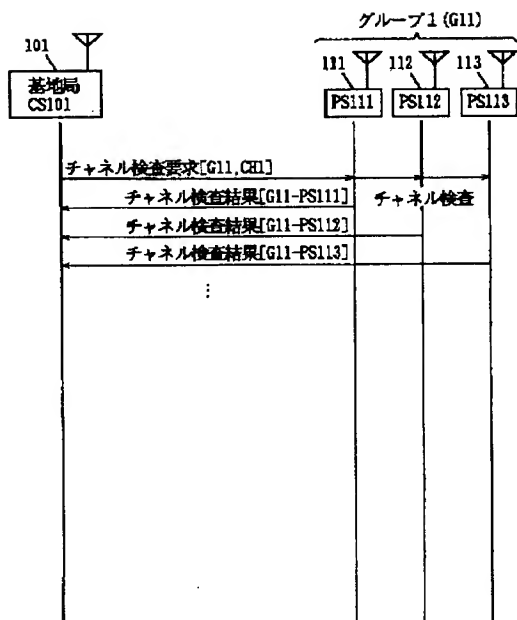 グループ1(G11)
101
基地局
CS101
111
112
113
PS111
PS112
PS113
チャネル検査要求[G11,CH1]
チャネル検査結果[G11-PS111]
チャネル検査
チャネル検査結果[G11-PS112]
チャネル検査結果[G11-PS113]
⋮